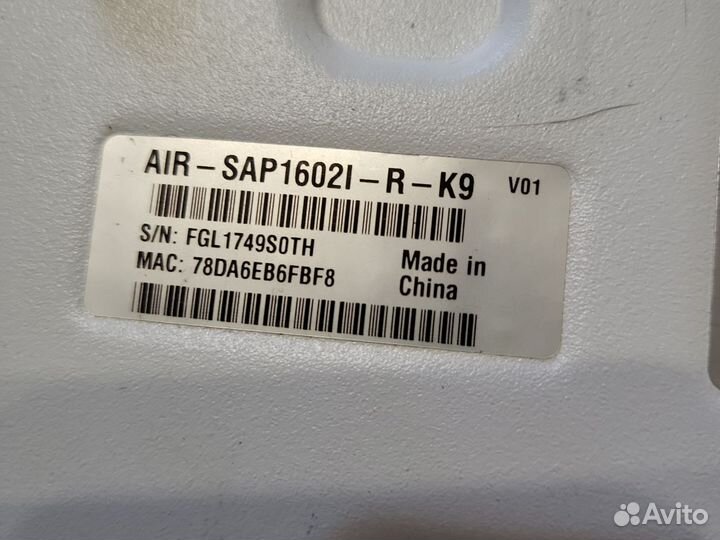 AIR-SAP1602I-R-K9 V01
S/N: FGL1749S0TH
MAC: 78DA6EB6FBF8
Made in
China
Avito